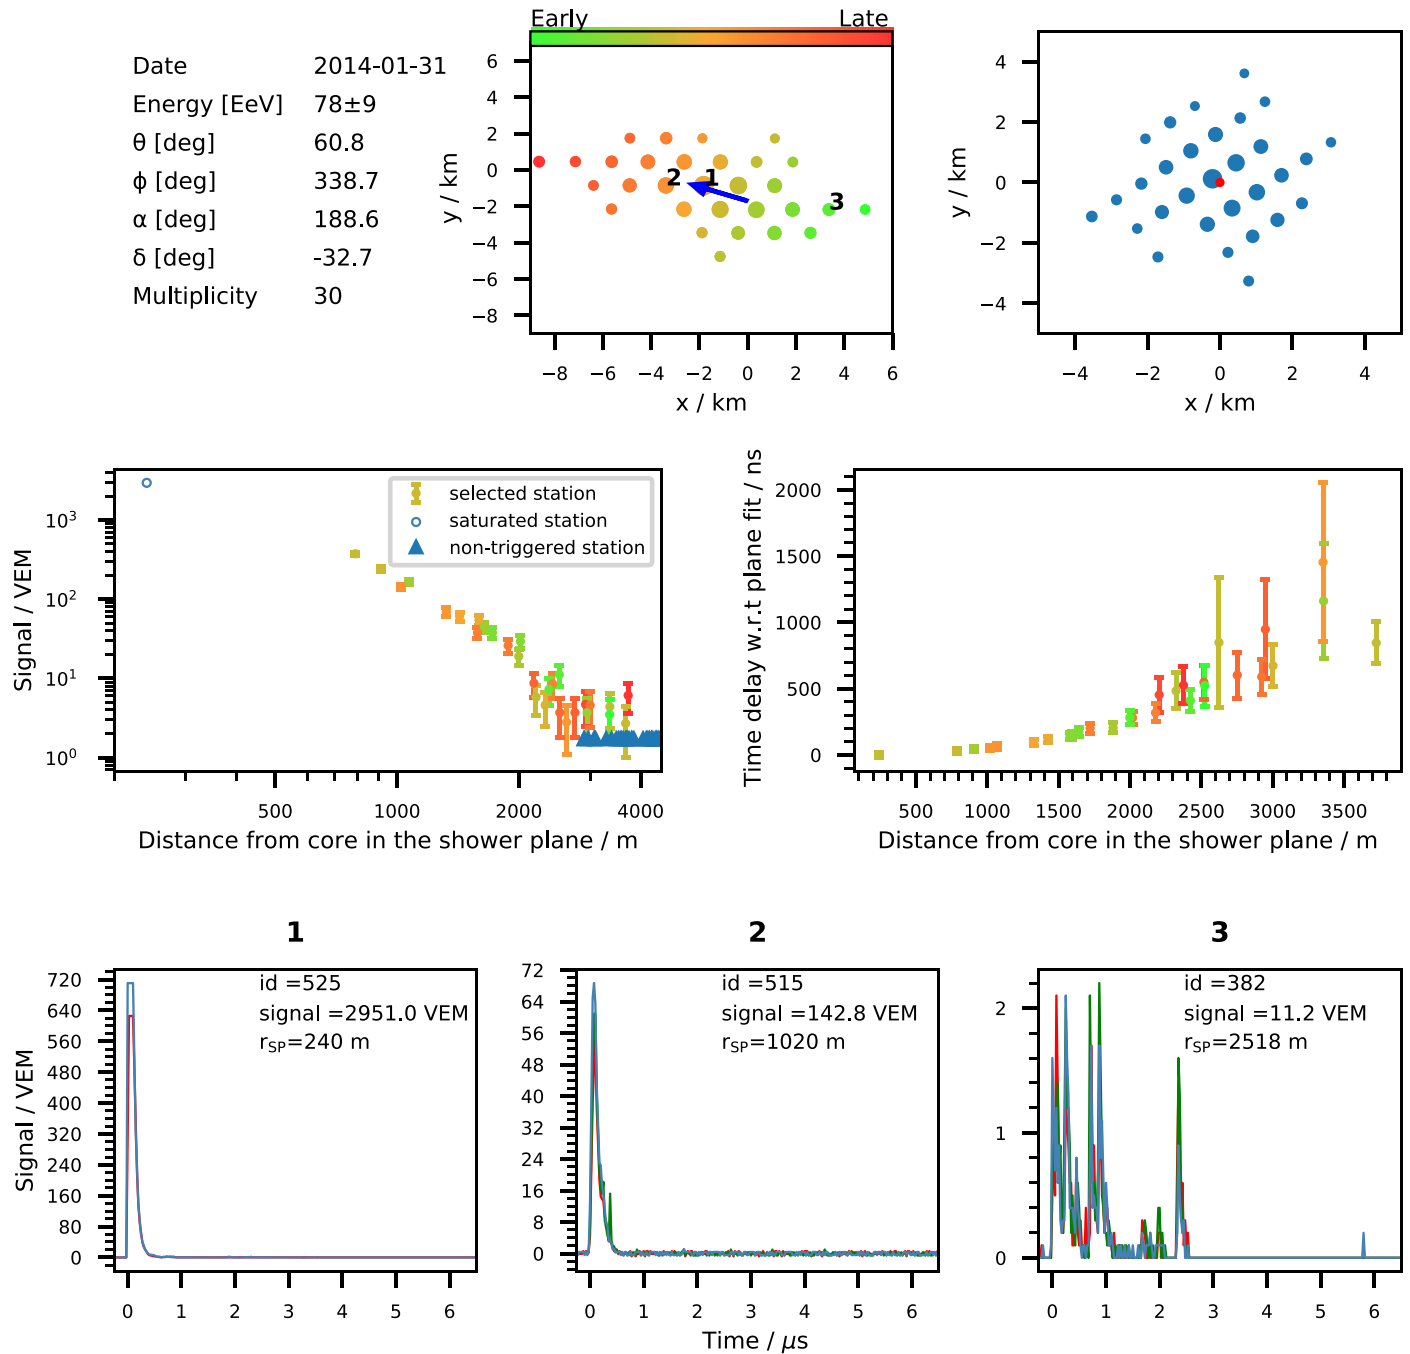 Date 2014-01-31
Energy [EeV] 78±9
θ [deg] 60.8
ϕ [deg] 338.7
α [deg] 188.6
δ [deg] -32.7
Multiplicity 30
Early Late
6
4
2
0
−2
−4
−6
−8
y / km
2 1
3
−8 −6 −4 −2 0 2 4 6
x / km
4
2
0
−2
−4
y / km
−4 −2 0 2 4
x / km
10³
10²
10¹
10⁰
Signal / VEM
selected station
saturated station
non-triggered station
500 1000 2000 4000
Distance from core in the shower plane / m
2000
1500
1000
500
0
Time delay w.r.t plane fit / ns
500 1000 1500 2000 2500 3000 3500
Distance from core in the shower plane / m
1
720
640
560
480
400
320
240
160
80
0
Signal / VEM
id =525
signal =2951.0 VEM
r_SP=240 m
0 1 2 3 4 5 6
2
72
64
56
48
40
32
24
16
8
0
id =515
signal =142.8 VEM
r_SP=1020 m
0 1 2 3 4 5 6
Time / μs
3
2
1
0
id =382
signal =11.2 VEM
r_SP=2518 m
0 1 2 3 4 5 6